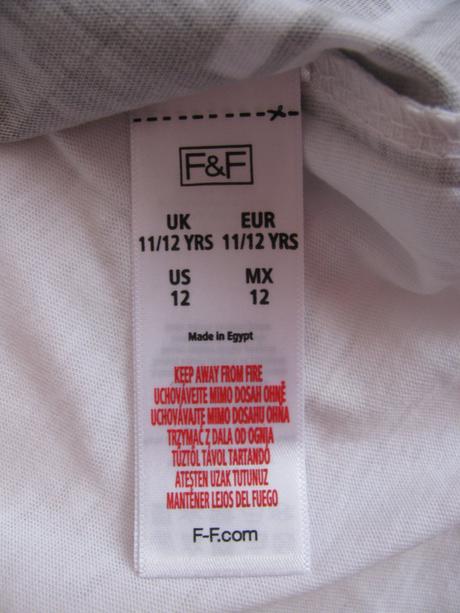 F&F
UK EUR
11/12 YRS 11/12 YRS
US MX
12 12
Made in Egypt
KEEP AWAY FROM FIRE
UCHOVÁVEJTE MIMO DOSAH OHNĚ
UCHOVÁVAJTE MIMO DOSAHU OHŇA
TRZYMAĆ Z DALA OD OGNIA
TŰZTŐL TÁVOL TARTANDÓ
ATEŞTEN UZAK TUTUNUZ
MANTENER LEJOS DEL FUEGO
F-F.com